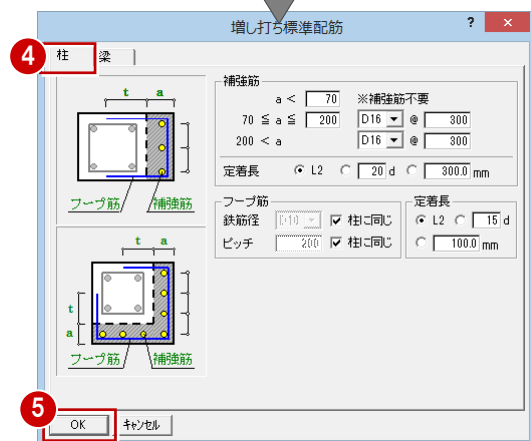 増し打ち標準配筋 ? ×
4 柱 梁
t a
フープ筋 補強筋
t a
t
a
フープ筋 補強筋
補強筋
a < 70 ※補強筋不要
70 ≦ a ≦ 200 D16 @ 300
200 < a D16 @ 300
定着長 L2 20 d 300.0 mm
フープ筋
鉄筋径 D10 柱に同じ
ピッチ 200 柱に同じ
定着長
L2 15 d
100.0 mm
5 OK キャンセル